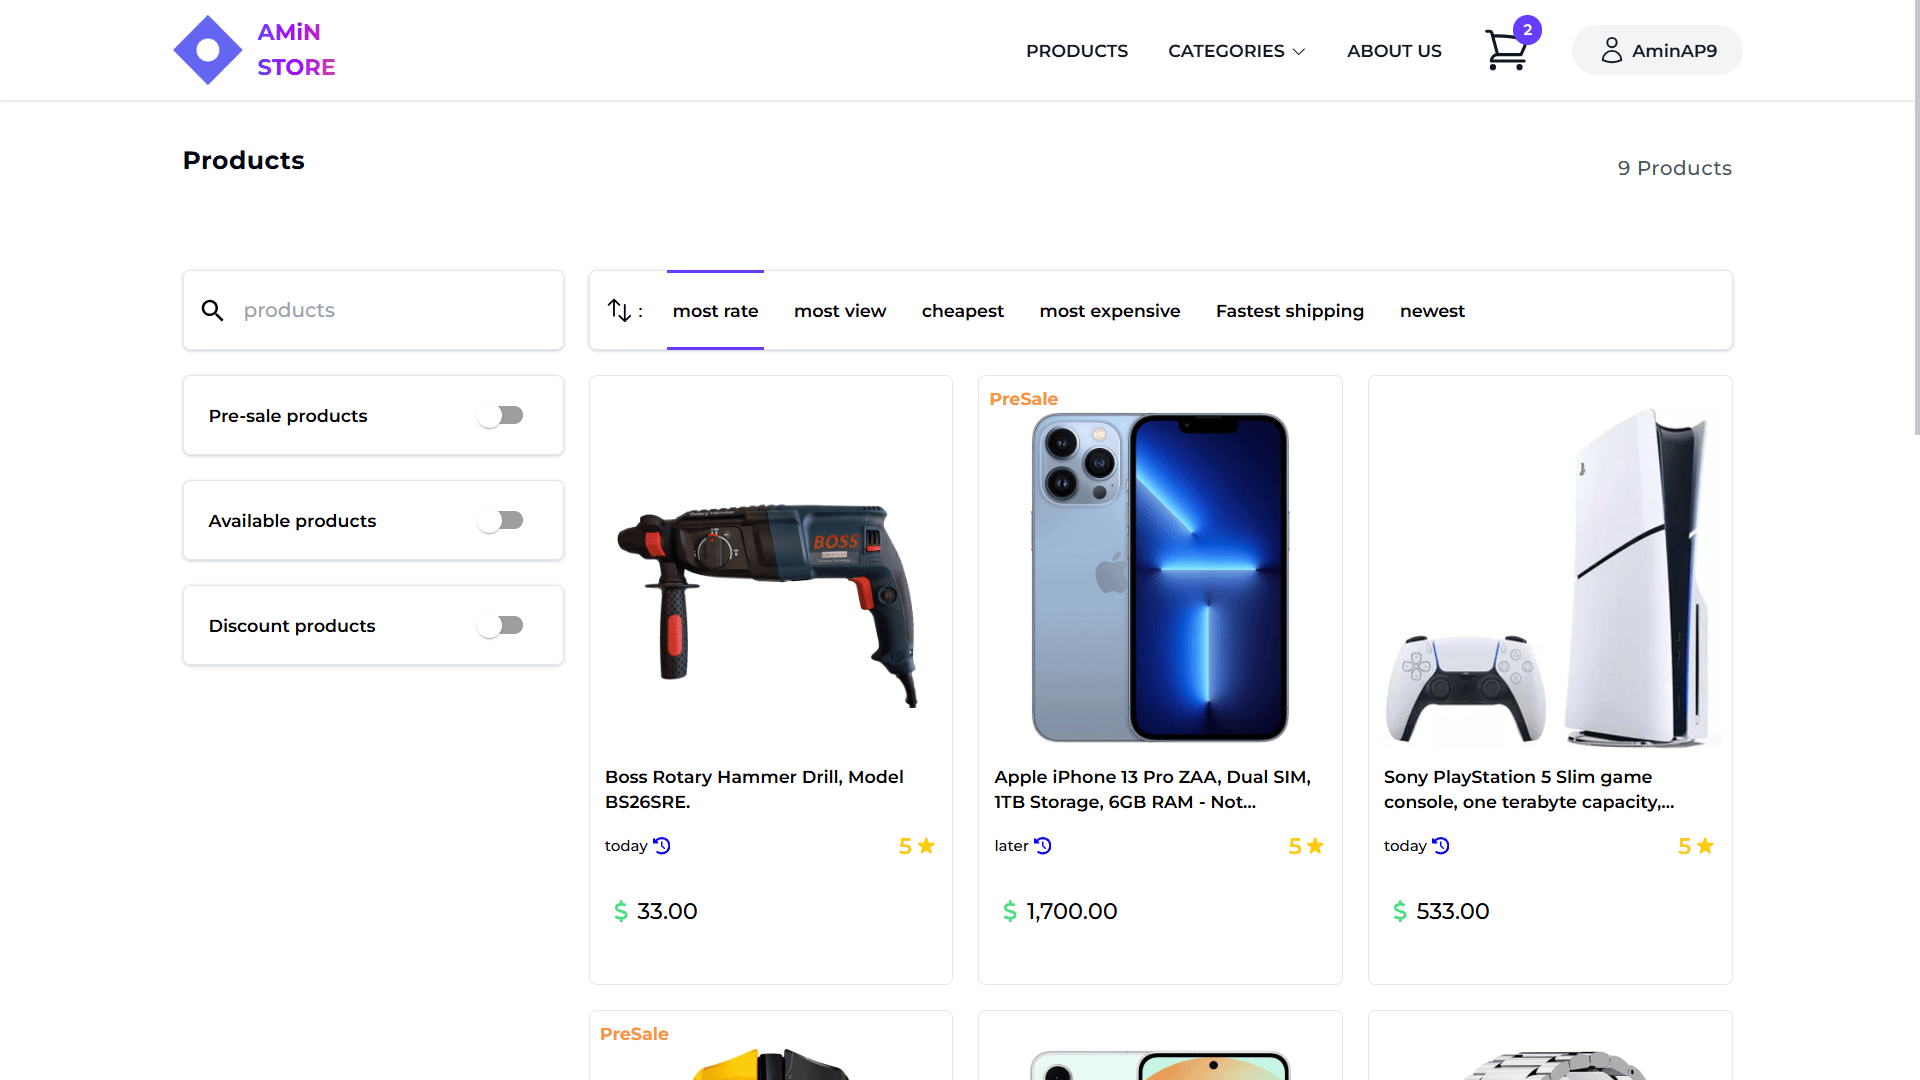 AMiN
STORE
PRODUCTS
CATEGORIES
ABOUT US
2
AminAP9
Products
9 Products
products
:
most rate
most view
cheapest
most expensive
Fastest shipping
newest
Pre-sale products
Available products
Discount products
Rotary Hammer
BOSS
Boss Rotary Hammer Drill, Model
BS26SRE.
today
5
$ 33.00
PreSale
Apple iPhone 13 Pro ZAA, Dual SIM,
1TB Storage, 6GB RAM - Not...
later
5
$ 1,700.00
Sony PlayStation 5 Slim game
console, one terabyte capacity,...
today
5
$ 533.00
PreSale